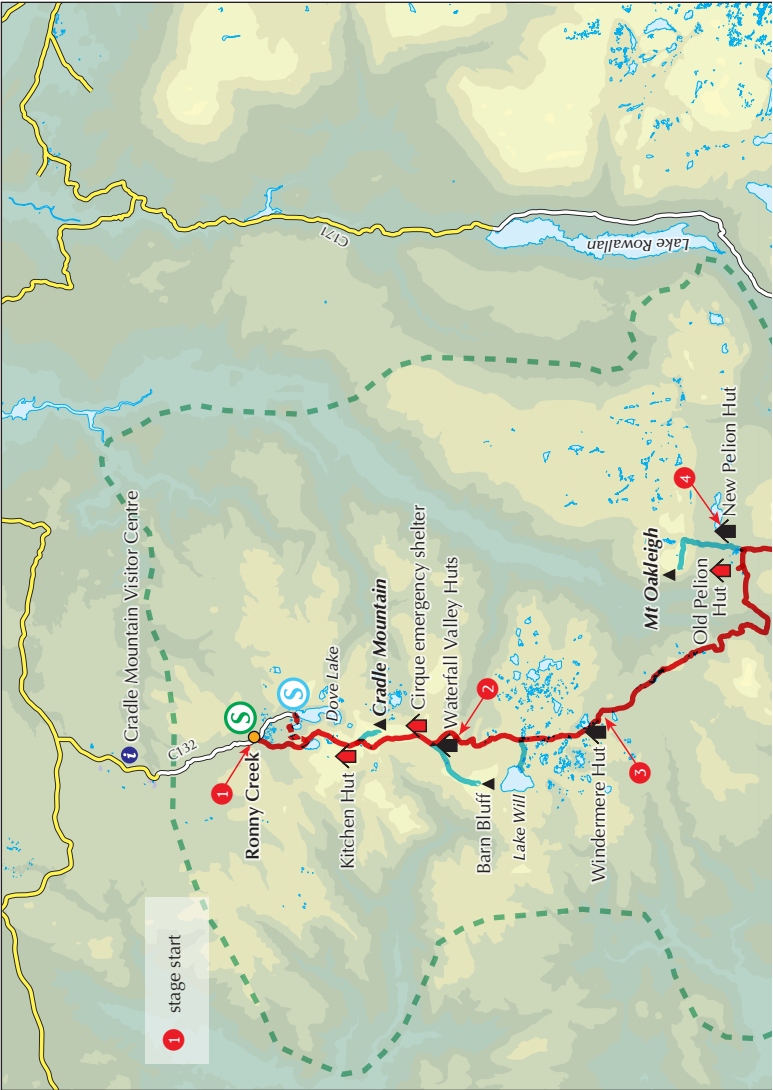 i Cradle Mountain Visitor Centre
C132
C171
Lake Rowallan
S
S
1
Ronny Creek
Dove Lake
Kitchen Hut
Cradle Mountain
Cirque emergency shelter
Waterfall Valley Huts
2
Barn Bluff
Lake Will
Windermere Hut
3
Mt Oakleigh
Old Pelion
Hut
4
New Pelion Hut
1 stage start